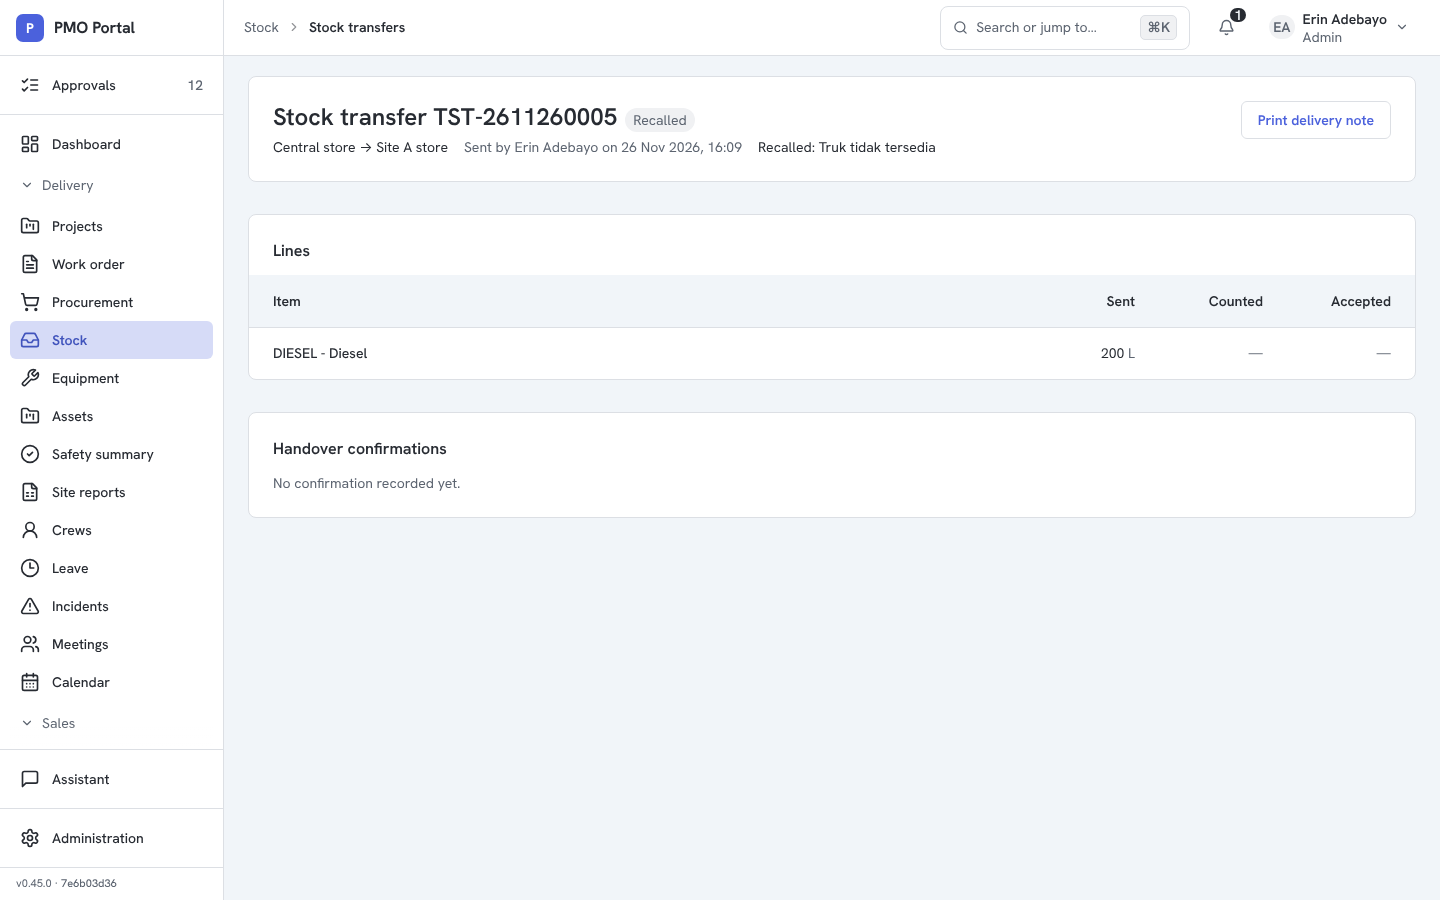 P PMO Portal
Stock > Stock transfers
Search or jump to... ⌘K
1
EA Erin Adebayo
Admin
Approvals 12
Dashboard
Delivery
Projects
Work order
Procurement
Stock
Equipment
Assets
Safety summary
Site reports
Crews
Leave
Incidents
Meetings
Calendar
Sales
Assistant
Administration
v0.45.0 · 7e6b03d36
Stock transfer TST-2611260005 Recalled
Print delivery note
Central store → Site A store Sent by Erin Adebayo on 26 Nov 2026, 16:09 Recalled: Truk tidak tersedia
Lines
Item Sent Counted Accepted
DIESEL - Diesel 200 L — —
Handover confirmations
No confirmation recorded yet.